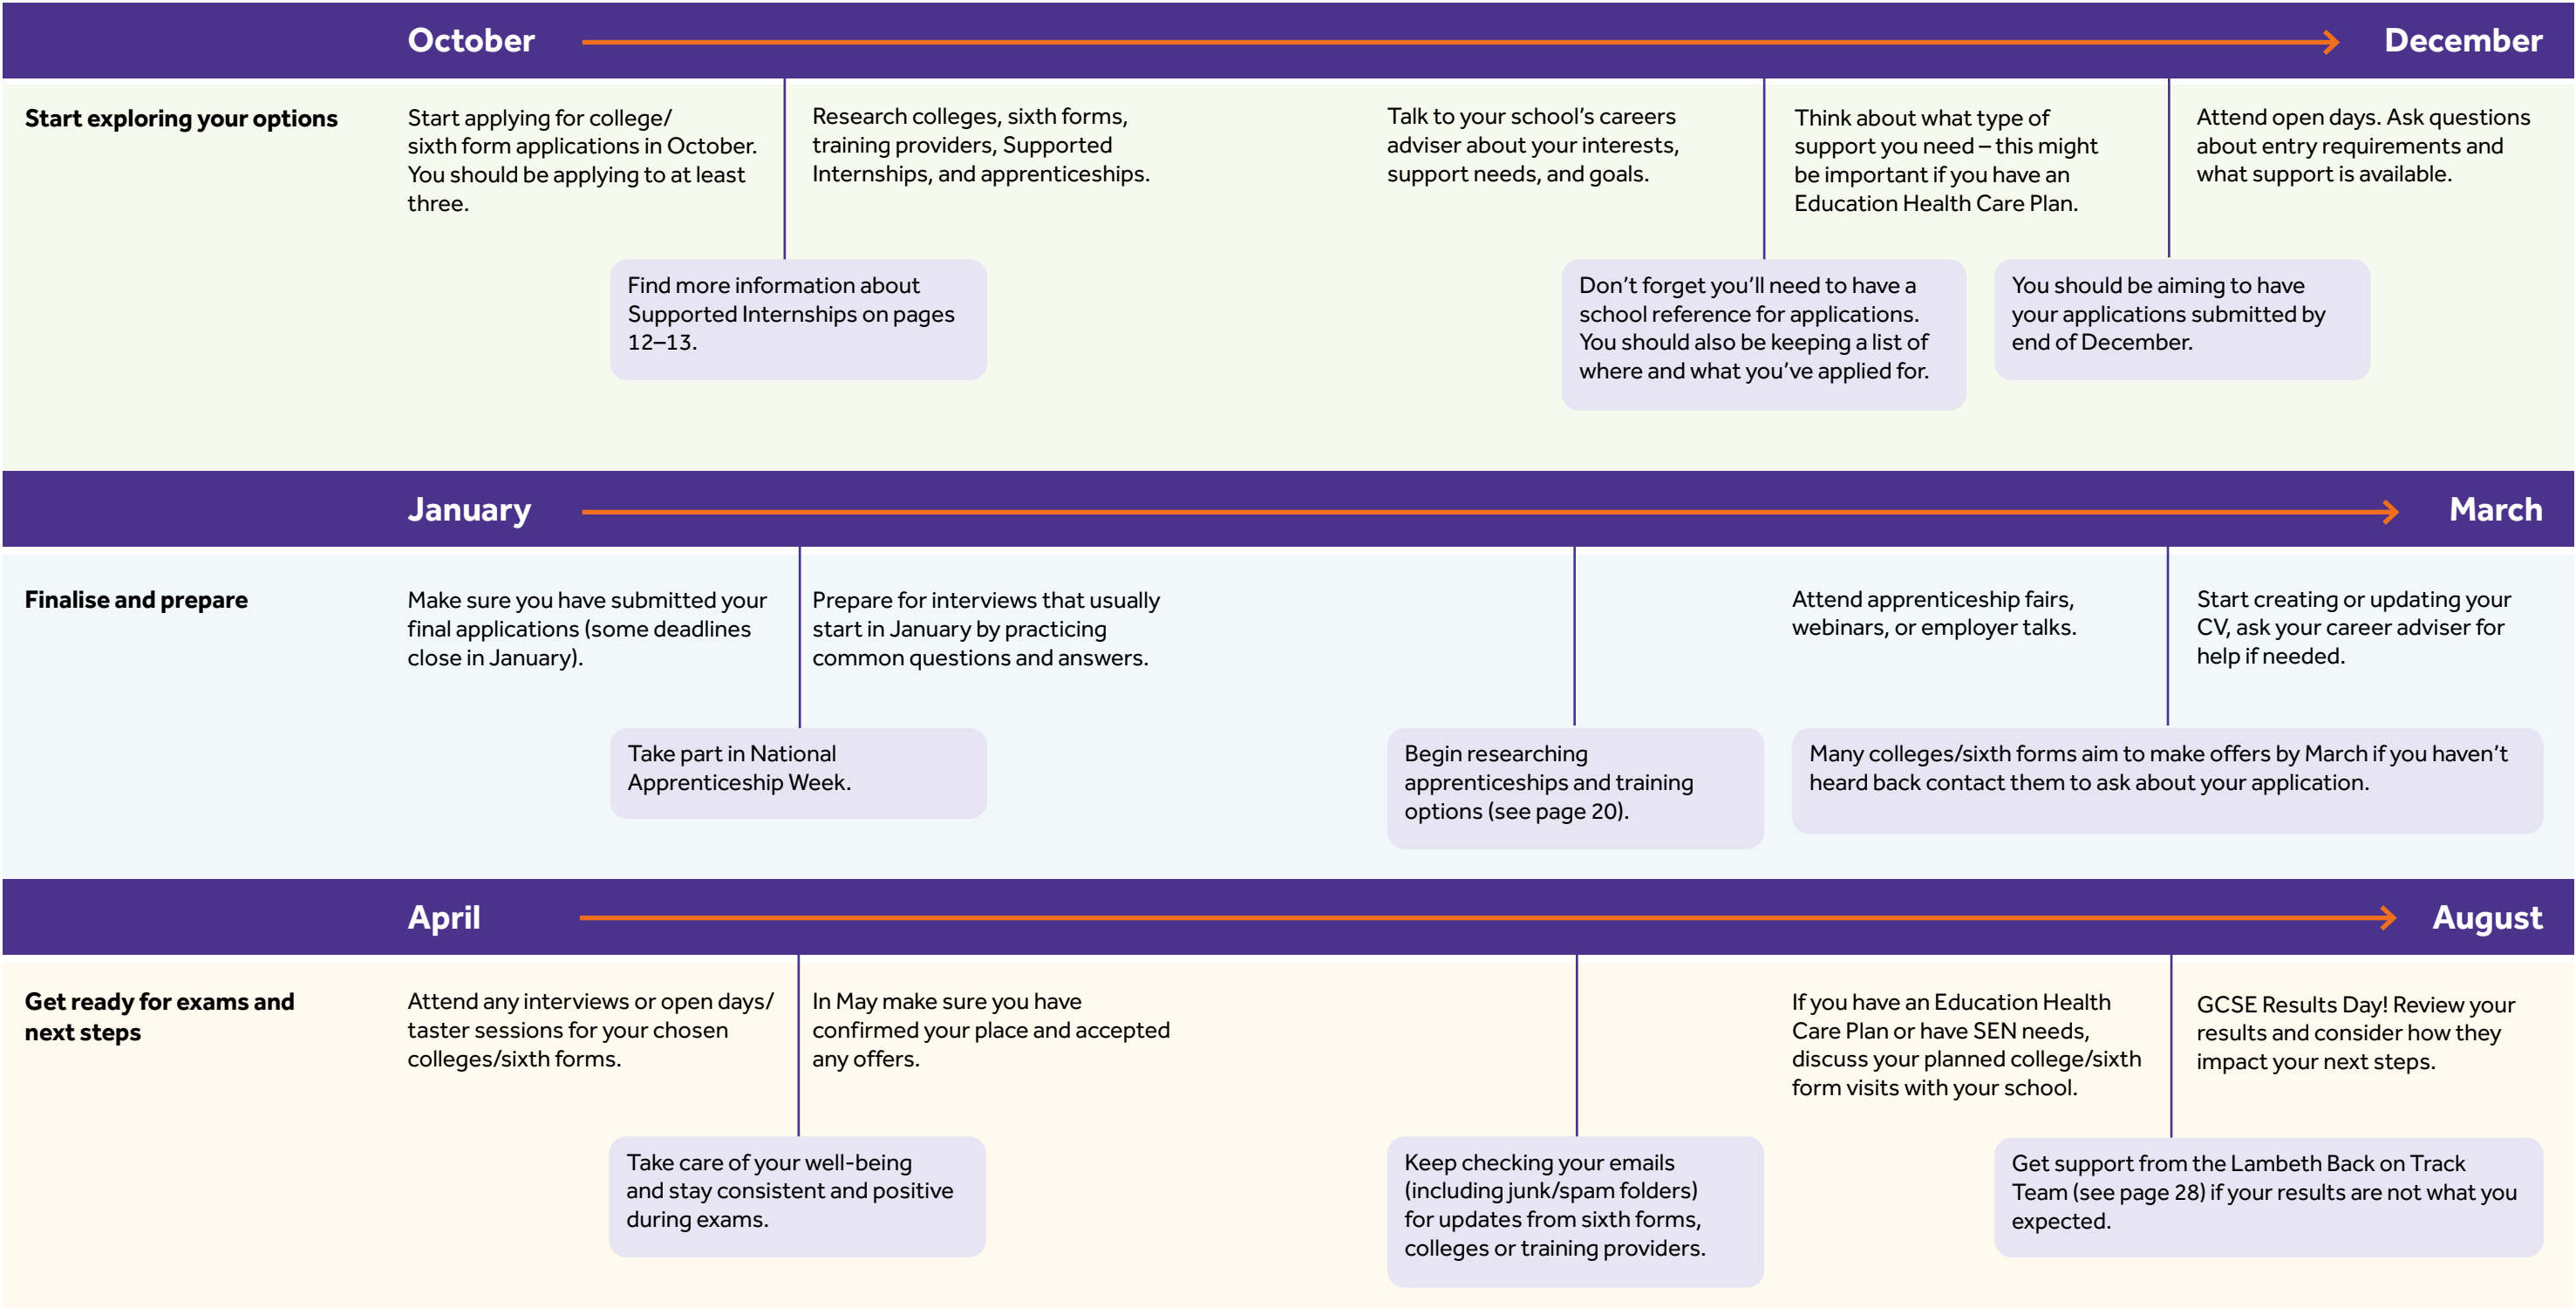 October
December
Start exploring your options
Start applying for college/
sixth form applications in October.
You should be applying to at least
three.
Research colleges, sixth forms,
training providers, Supported
Internships, and apprenticeships.
Talk to your school's careers
adviser about your interests,
support needs, and goals.
Think about what type of
support you need – this might
be important if you have an
Education Health Care Plan.
Attend open days. Ask questions
about entry requirements and
what support is available.
Find more information about
Supported Internships on pages
12–13.
Don't forget you'll need to have a
school reference for applications.
You should also be keeping a list of
where and what you've applied for.
You should be aiming to have
your applications submitted by
end of December.
January
March
Finalise and prepare
Make sure you have submitted your
final applications (some deadlines
close in January).
Prepare for interviews that usually
start in January by practicing
common questions and answers.
Attend apprenticeship fairs,
webinars, or employer talks.
Start creating or updating your
CV, ask your career adviser for
help if needed.
Take part in National
Apprenticeship Week.
Begin researching
apprenticeships and training
options (see page 20).
Many colleges/sixth forms aim to make offers by March if you haven't
heard back contact them to ask about your application.
April
August
Get ready for exams and
next steps
Attend any interviews or open days/
taster sessions for your chosen
colleges/sixth forms.
In May make sure you have
confirmed your place and accepted
any offers.
If you have an Education Health
Care Plan or have SEN needs,
discuss your planned college/sixth
form visits with your school.
GCSE Results Day! Review your
results and consider how they
impact your next steps.
Take care of your well-being
and stay consistent and positive
during exams.
Keep checking your emails
(including junk/spam folders)
for updates from sixth forms,
colleges or training providers.
Get support from the Lambeth Back on Track
Team (see page 28) if your results are not what you
expected.